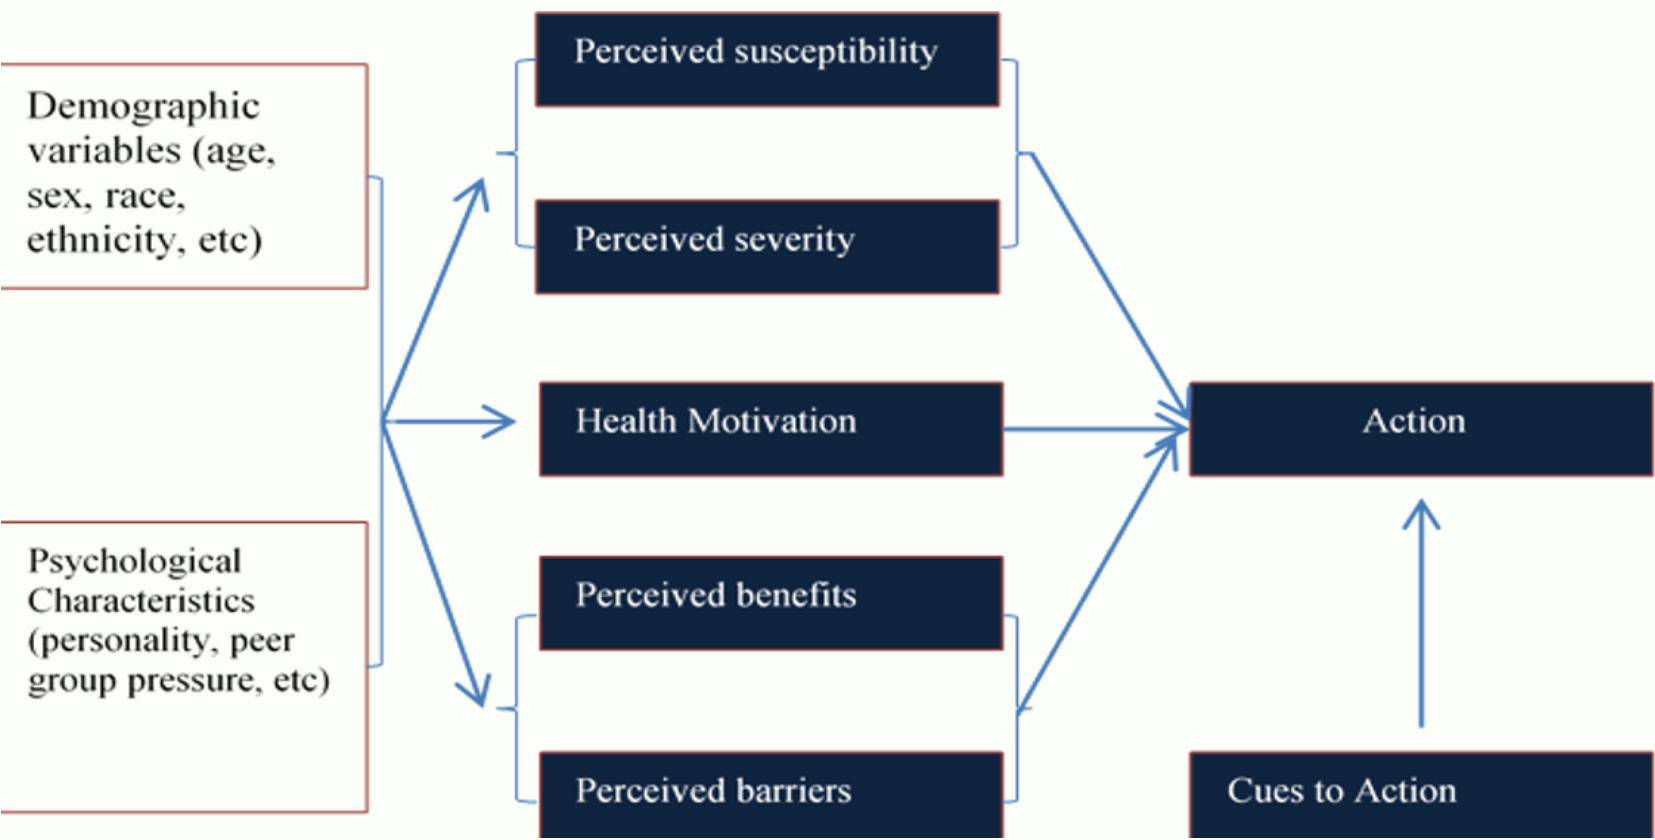 Demographic
variables (age,
sex, race,
ethnicity, etc)
Psychological
Characteristics
(personality, peer
group pressure, etc)
Perceived susceptibility
Perceived severity
Health Motivation
Perceived benefits
Perceived barriers
Action
Cues to Action